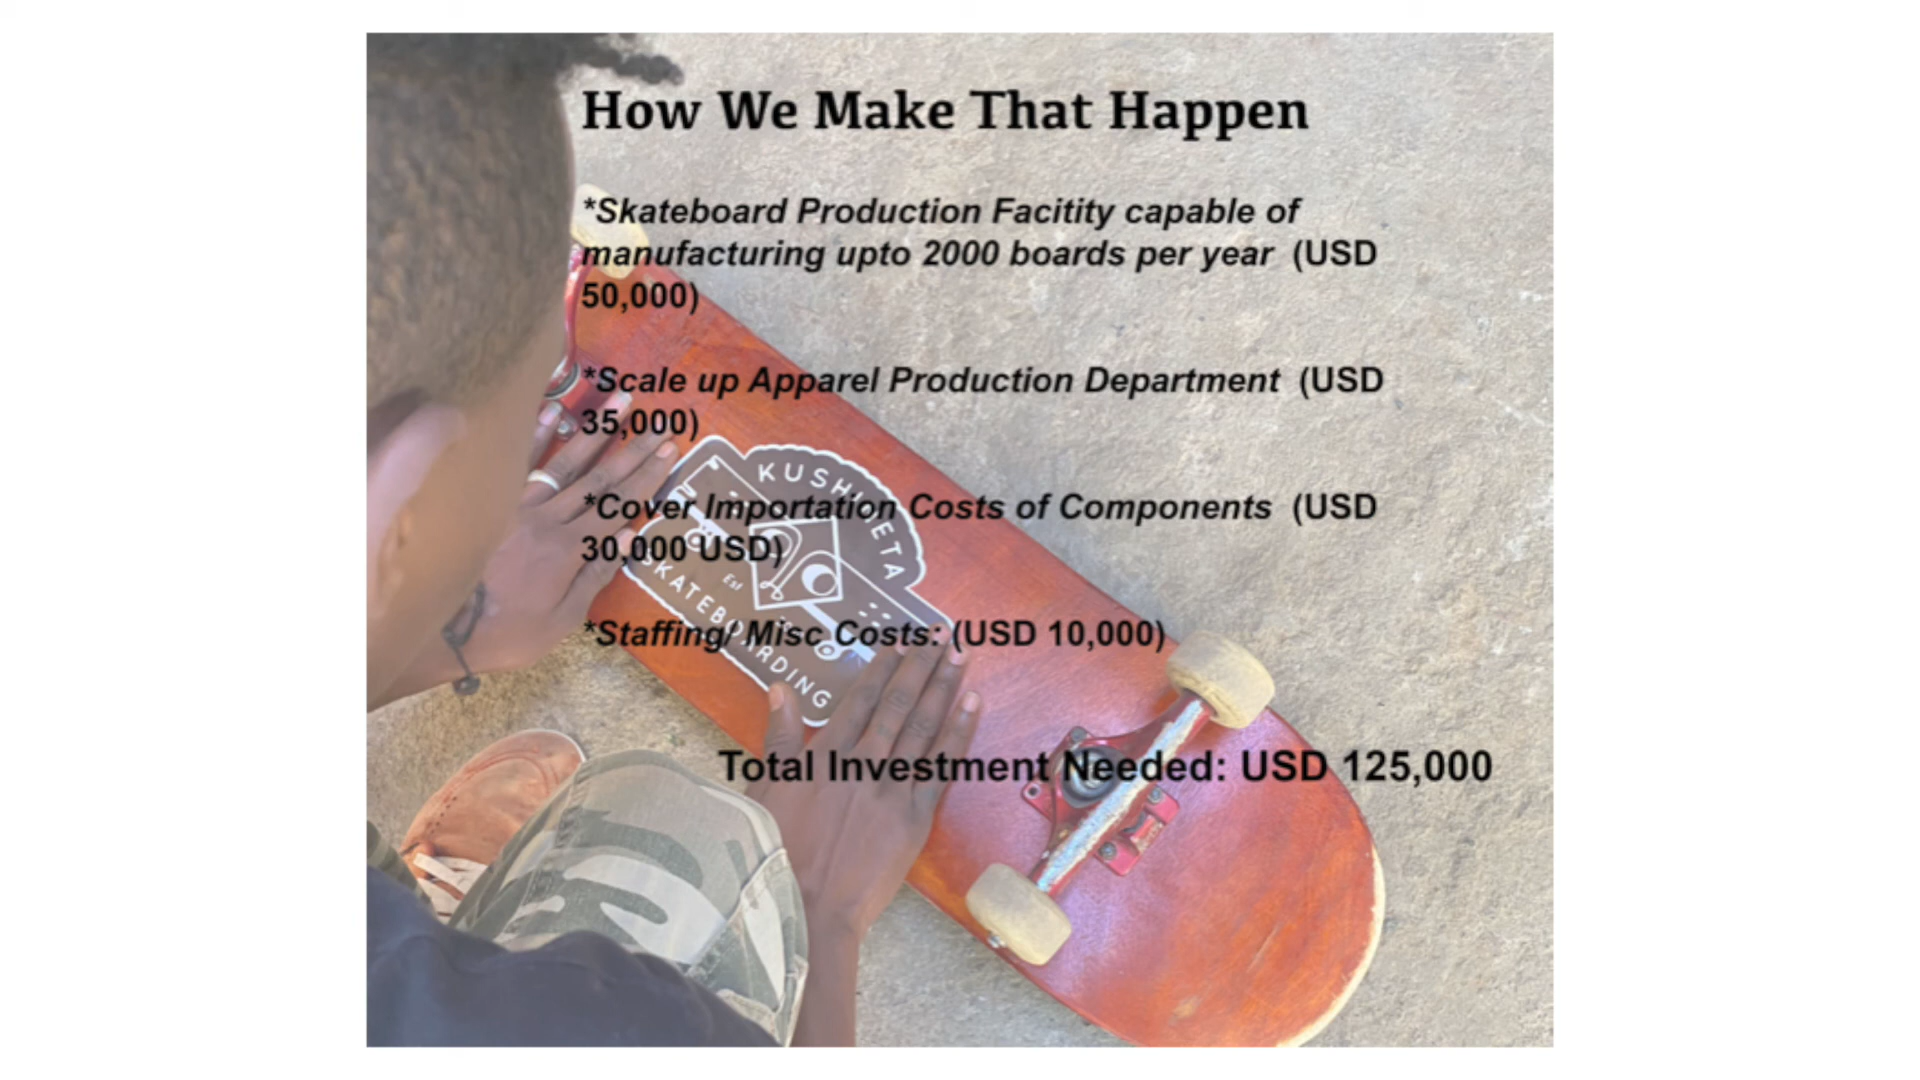 How We Make That Happen
*Skateboard Production Facitity capable of
manufacturing upto 2000 boards per year (USD
50,000)
*Scale up Apparel Production Department (USD
35,000)
*Cover Importation Costs of Components (USD
30,000 USD)
*Staffing/ Misc Costs: (USD 10,000)
Total Investment Needed: USD 125,000
Est
SKATEBOARDING